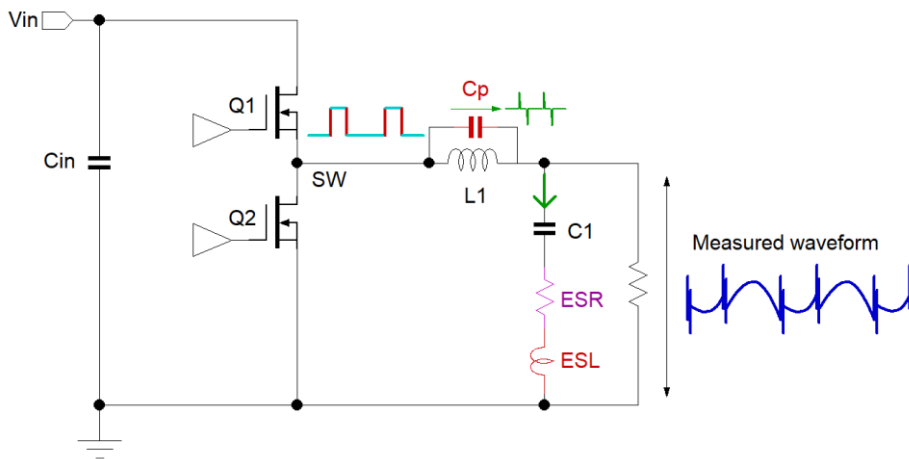 Vin
Cp
Q1
Cin
SW
L1
Q2
C1
Measured waveform
ESR
ESL